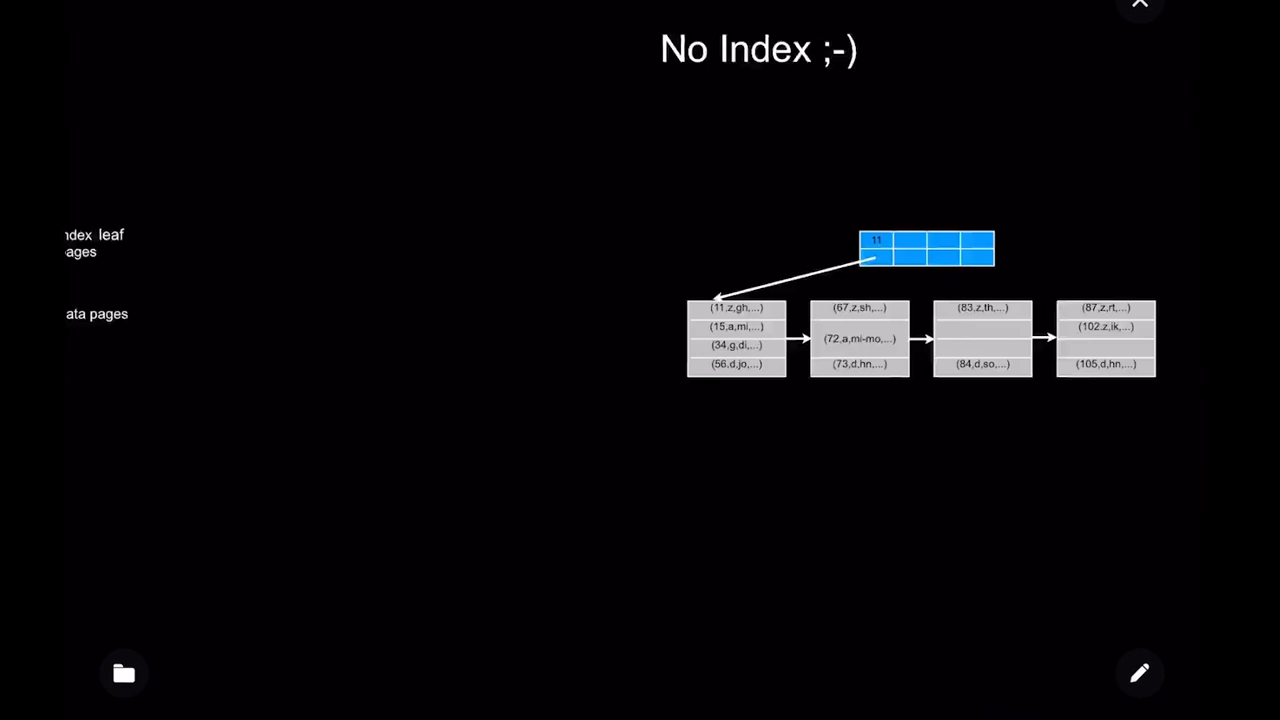 No Index ;-)
ndex leaf
ages
11
(11,z,gh,...) (67,z,sh,...) (83,z,th,...) (87,z,rt,...)
(15,a,mi,...) (102,z,ik,...)
(34,g,di,...) (72,a,mi-mo,...)
(56,d,jo,...) (73,d,hn,...) (84,d,so,...) (105,d,hn,...)
ata pages